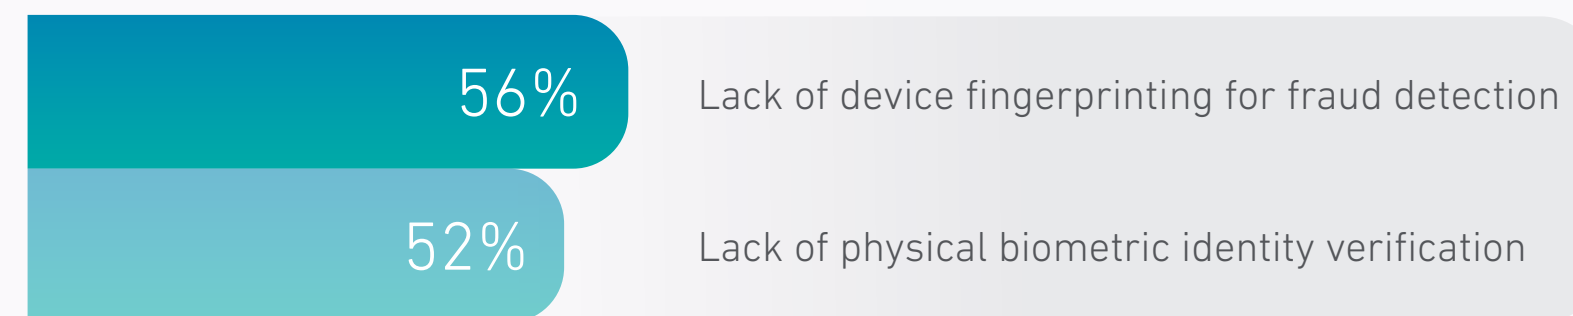 56% Lack of device fingerprinting for fraud detection
52% Lack of physical biometric identity verification